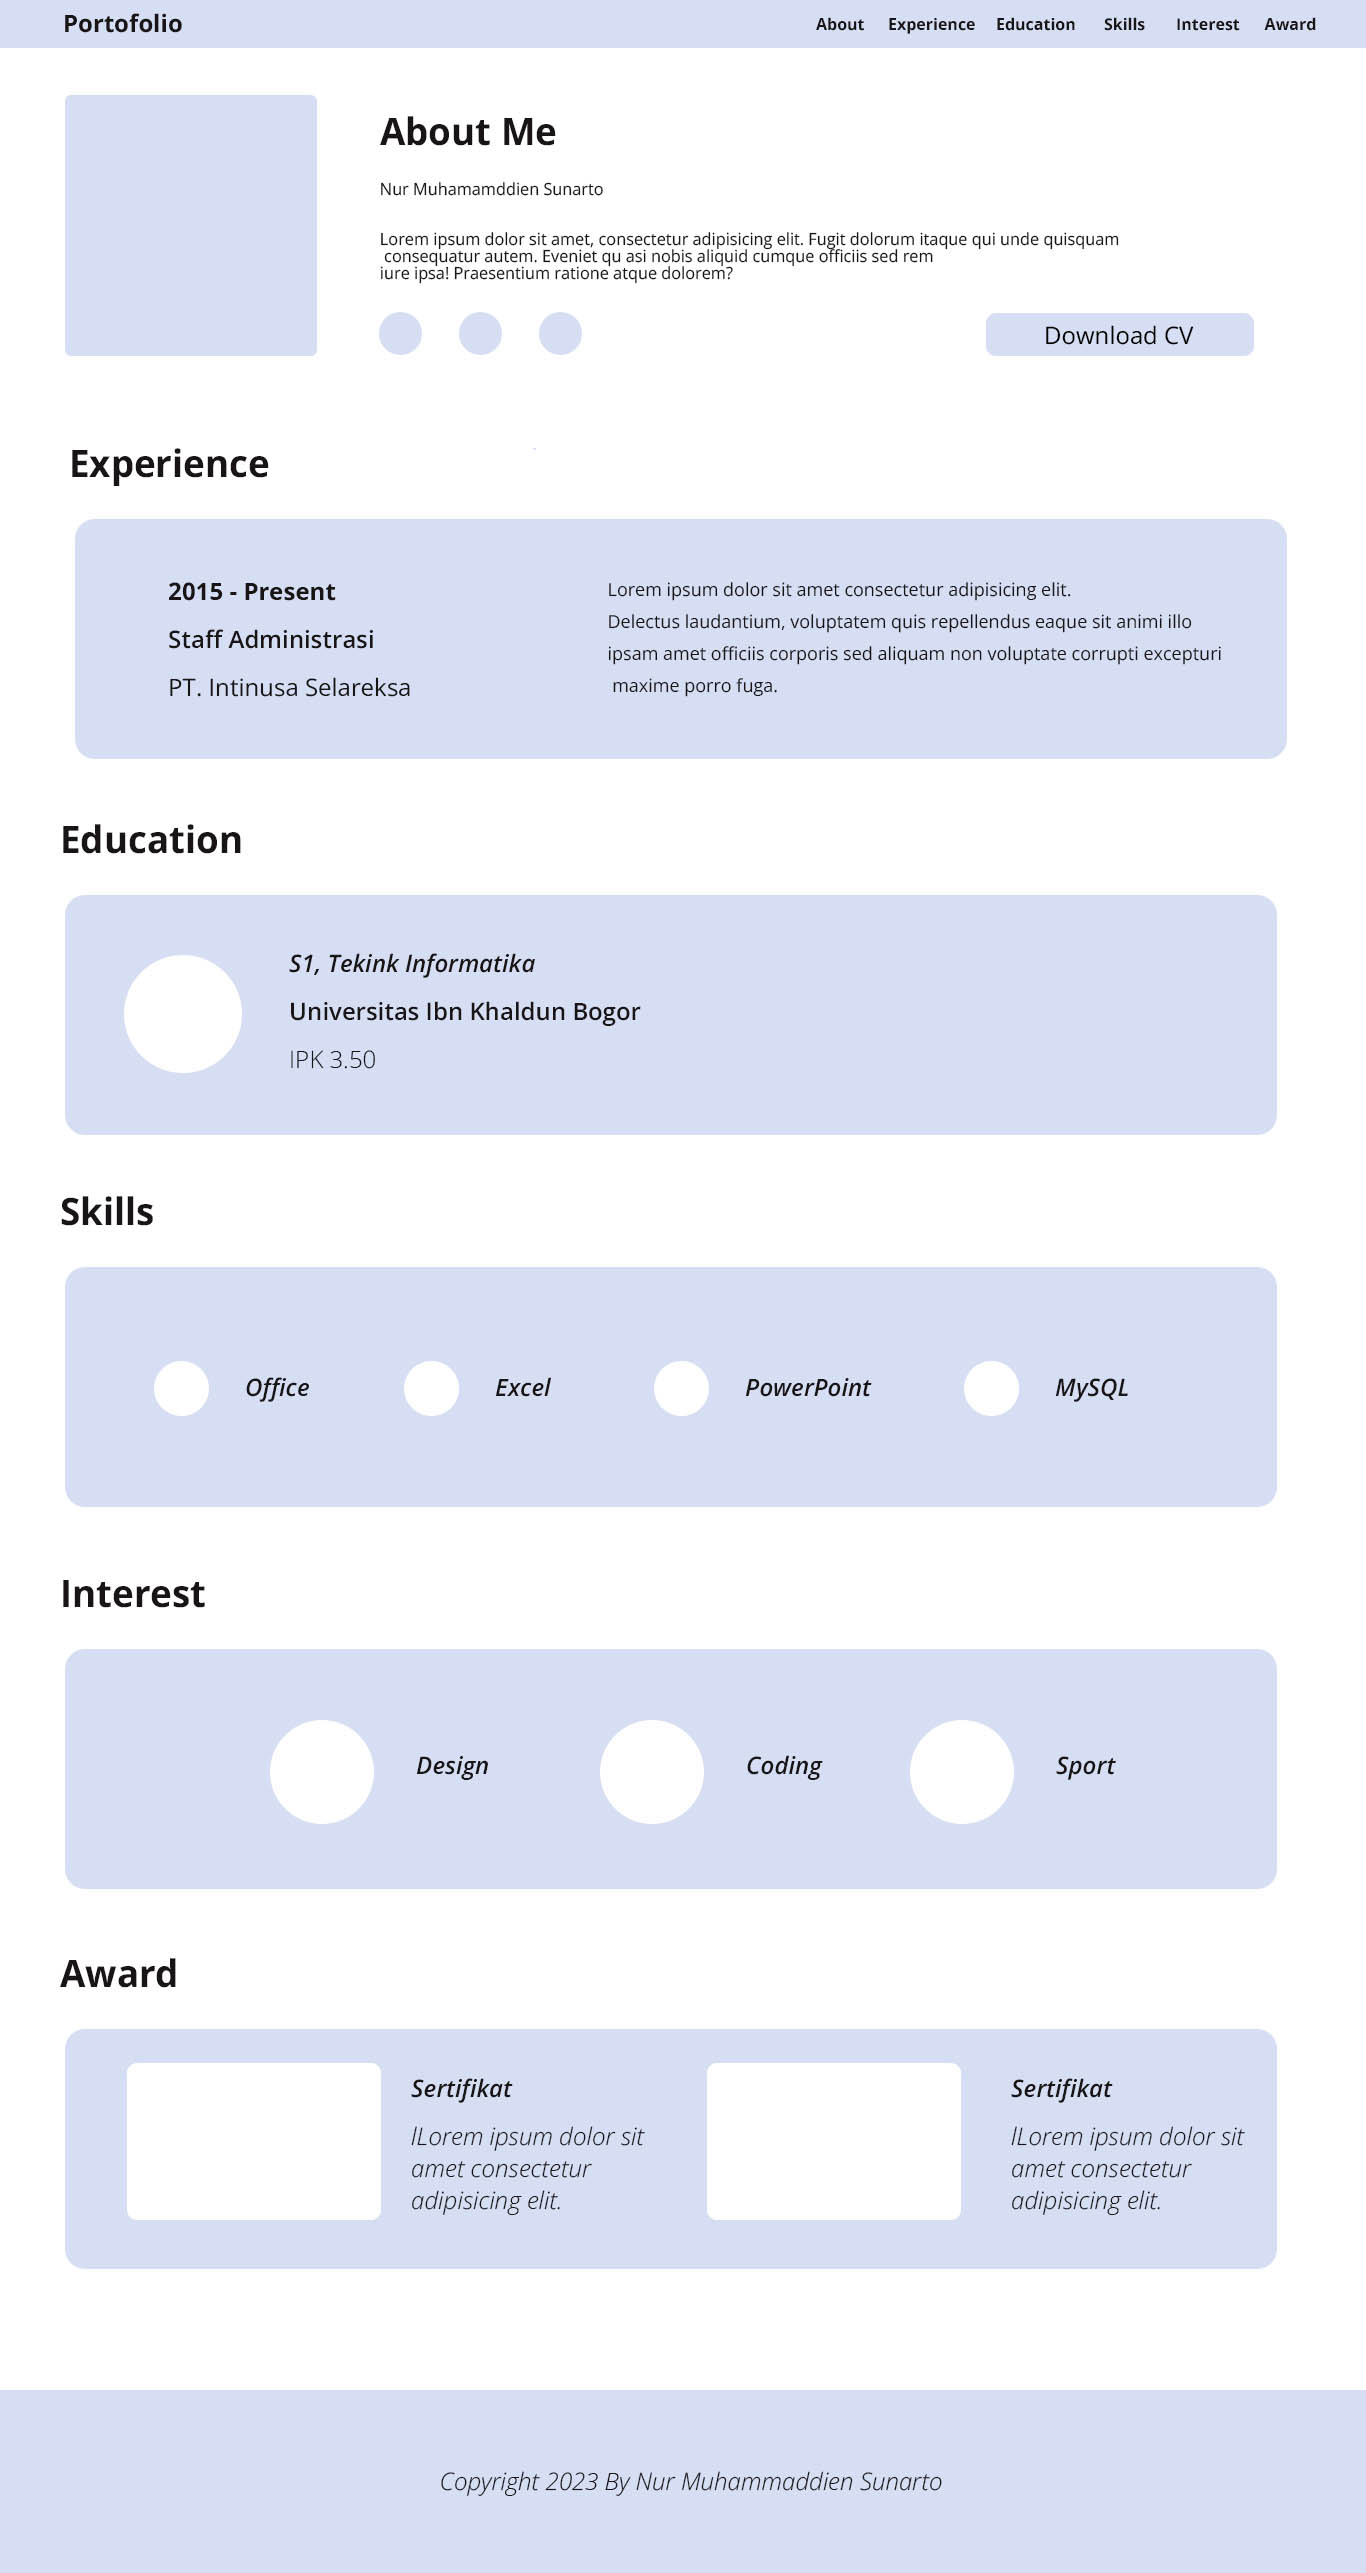 Portofolio
About Experience Education Skills Interest Award
About Me
Nur Muhamamddien Sunarto
Lorem ipsum dolor sit amet, consectetur adipisicing elit. Fugit dolorum itaque qui unde quisquam
consequatur autem. Eveniet qu asi nobis aliquid cumque officiis sed rem
iure ipsa! Praesentium ratione atque dolorem?
Download CV
Experience
2015 - Present
Staff Administrasi
PT. Intinusa Selareksa
Lorem ipsum dolor sit amet consectetur adipisicing elit.
Delectus laudantium, voluptatem quis repellendus eaque sit animi illo
ipsam amet officiis corporis sed aliquam non voluptate corrupti excepturi
maxime porro fuga.
Education
S1, Tekink Informatika
Universitas Ibn Khaldun Bogor
IPK 3.50
Skills
Office
Excel
PowerPoint
MySQL
Interest
Design
Coding
Sport
Award
Sertifikat
lLorem ipsum dolor sit
amet consectetur
adipisicing elit.
Sertifikat
lLorem ipsum dolor sit
amet consectetur
adipisicing elit.
Copyright 2023 By Nur Muhammaddien Sunarto